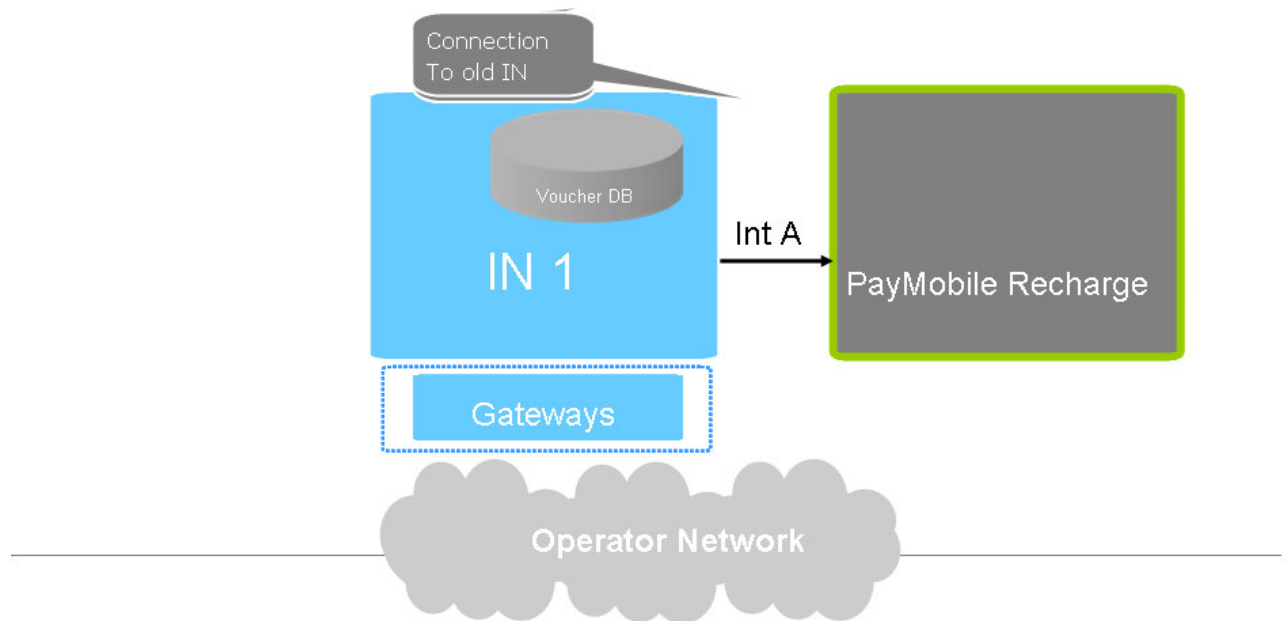 Connection
To old IN
Voucher DB
IN 1
Int A
PayMobile Recharge
Gateways
Operator Network